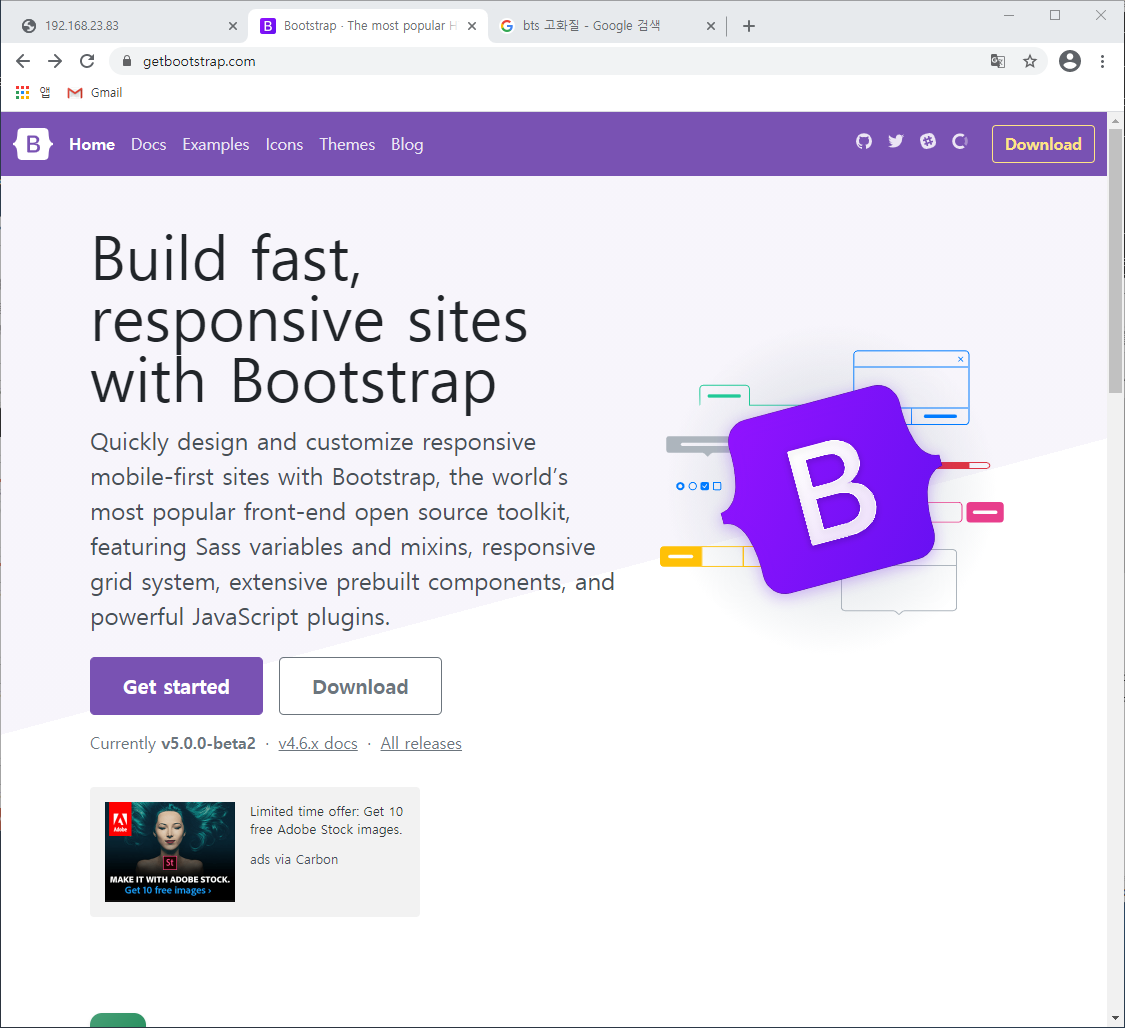 192.168.23.83
Bootstrap · The most popular H
bts 고화질 - Google 검색
getbootstrap.com
앱
Gmail
B Home Docs Examples Icons Themes Blog Download
Build fast,
responsive sites
with Bootstrap
Quickly design and customize responsive
mobile-first sites with Bootstrap, the world’s
most popular front-end open source toolkit,
featuring Sass variables and mixins, responsive
grid system, extensive prebuilt components, and
powerful JavaScript plugins.
B
Get started
Download
Currently v5.0.0-beta2 · v4.6.x docs · All releases
Adobe
St
MAKE IT WITH ADOBE STOCK.
Get 10 free images ›
Limited time offer: Get 10
free Adobe Stock images.
ads via Carbon